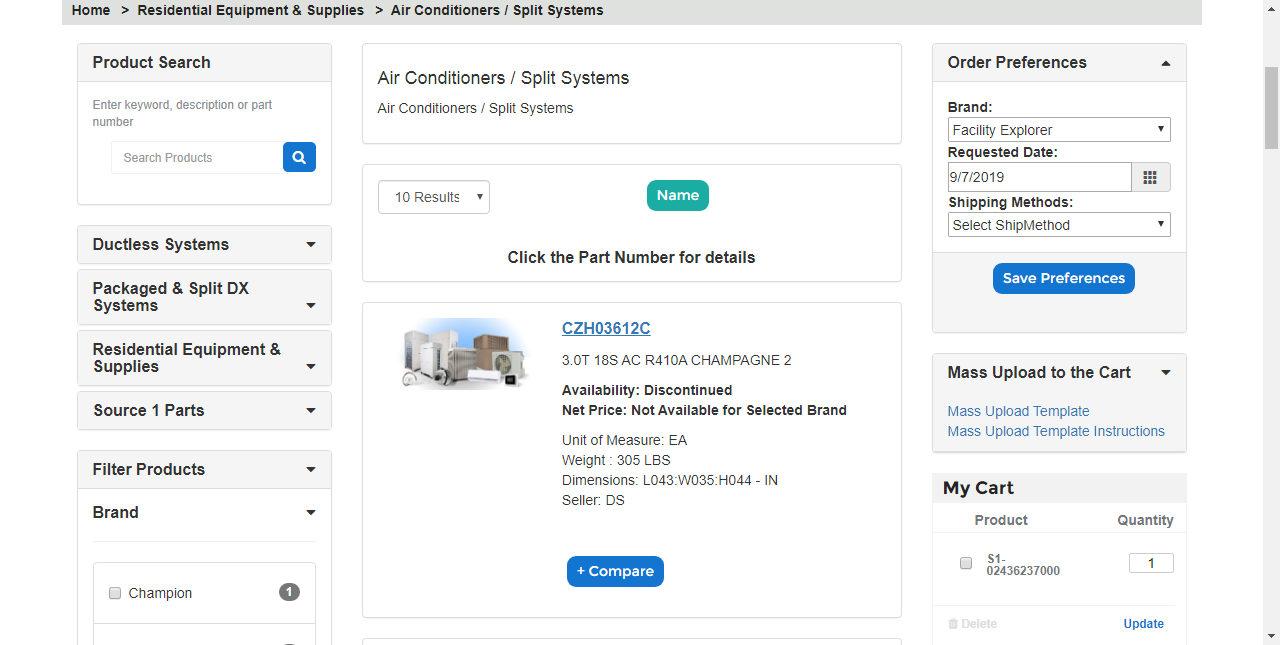 Home > Residential Equipment & Supplies > Air Conditioners / Split Systems
Product Search
Enter keyword, description or part
number
Search Products
Ductless Systems
Packaged & Split DX
Systems
Residential Equipment &
Supplies
Source 1 Parts
Filter Products
Brand
Champion 1
Air Conditioners / Split Systems
Air Conditioners / Split Systems
10 Results
Name
Click the Part Number for details
CZH03612C
3.0T 18S AC R410A CHAMPAGNE 2
Availability: Discontinued
Net Price: Not Available for Selected Brand
Unit of Measure: EA
Weight : 305 LBS
Dimensions: L043:W035:H044 - IN
Seller: DS
+ Compare
Order Preferences
Brand:
Facility Explorer
Requested Date:
9/7/2019
Shipping Methods:
Select ShipMethod
Save Preferences
Mass Upload to the Cart
Mass Upload Template
Mass Upload Template Instructions
My Cart
Product Quantity
S1-
02436237000
1
Delete Update